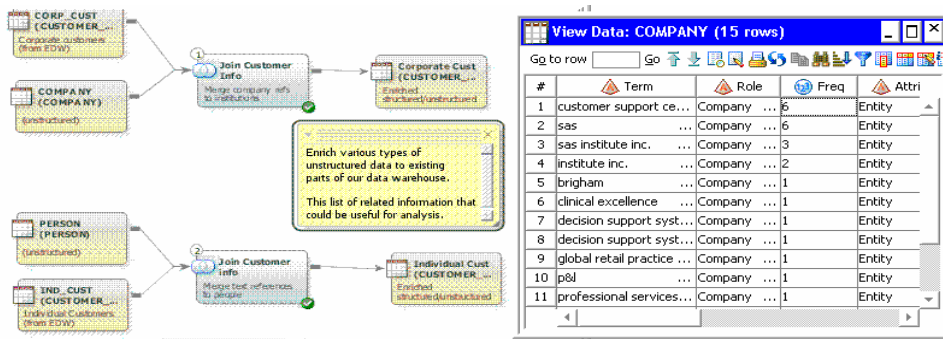 CORP_CUST
(CUSTOMER_...
Corporate customers
(from EDW)
COMPANY
(COMPANY)
(unstructured)
1
Join Customer
Info
Merge company refs
to institutions
Corporate Cust
(CUSTOMER_...
Enriched
structured/unstructured
Enrich various types of
unstructured data to existing
parts of our data warehouse.
This list of related information that
could be useful for analysis.
PERSON
(PERSON)
(unstructured)
IND_CUST
(CUSTOMER_...
Individual Customers
(from EDW)
2
Join Customer
info
Merge text references
to people
Individual Cust
(CUSTOMER_...
Enriched
structured/unstructured
View Data: COMPANY (15 rows)
Go to row Go
# Term Role 123 Freq Attri
1 customer support ce... Company ... 6 Entity
2 sas ... Company ... 6 Entity
3 sas institute inc. ... Company ... 3 Entity
4 institute inc. ... Company ... 2 Entity
5 brigham ... Company ... 1 Entity
6 clinical excellence ... Company ... 1 Entity
7 decision support syst... Company ... 1 Entity
8 decision support syst... Company ... 1 Entity
9 global retail practice ... Company ... 1 Entity
10 p&l ... Company ... 1 Entity
11 professional services... Company ... 1 Entity